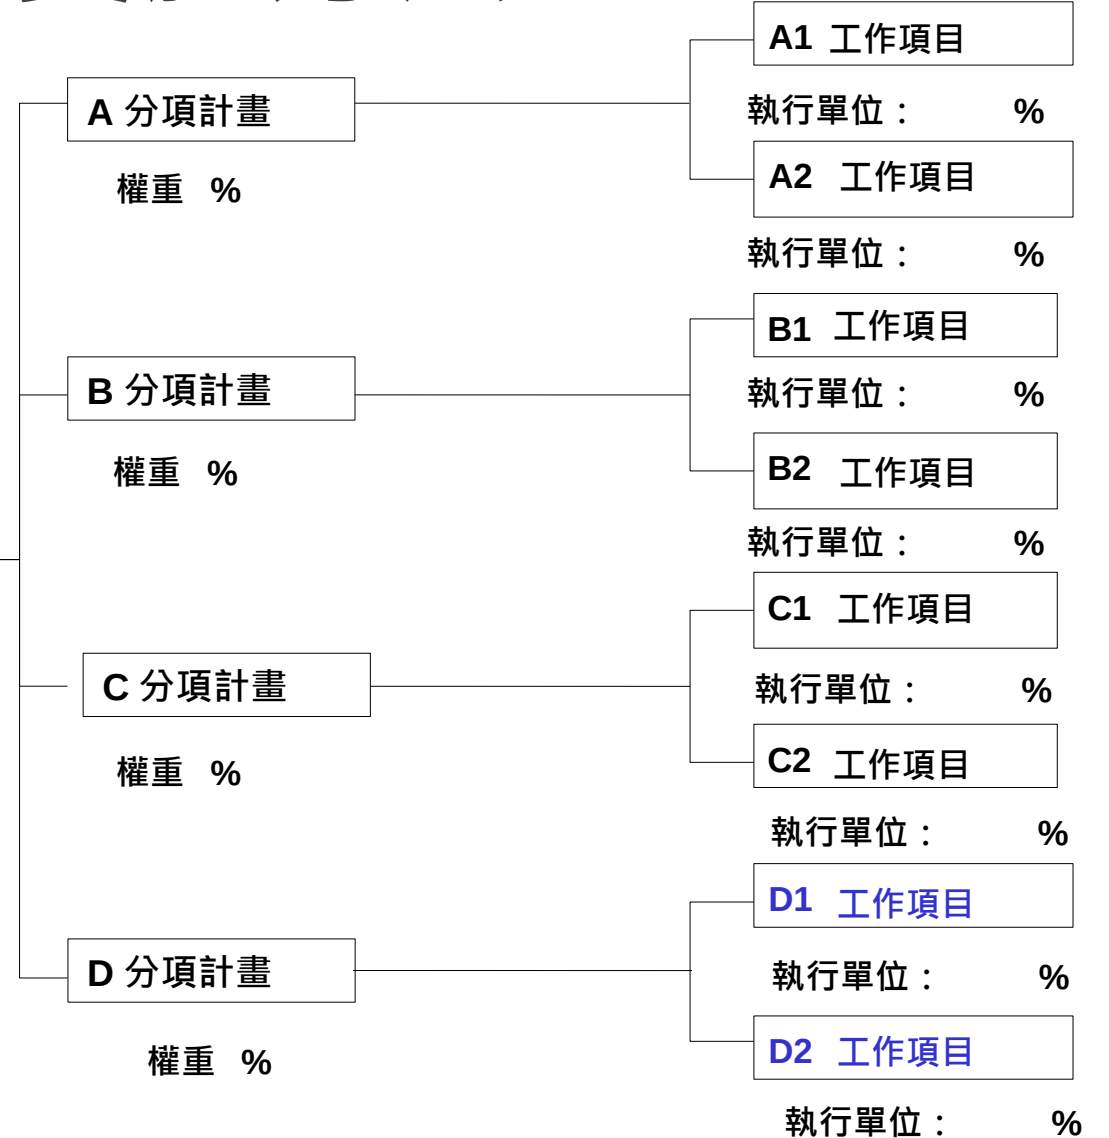 A1 工作項目
A 分項計畫
執行單位： %
A2 工作項目
權重 %
執行單位： %
B1 工作項目
B 分項計畫
執行單位： %
B2 工作項目
權重 %
執行單位： %
C1 工作項目
C 分項計畫
執行單位： %
C2 工作項目
權重 %
執行單位： %
D1 工作項目
D 分項計畫
執行單位： %
D2 工作項目
權重 %
執行單位： %